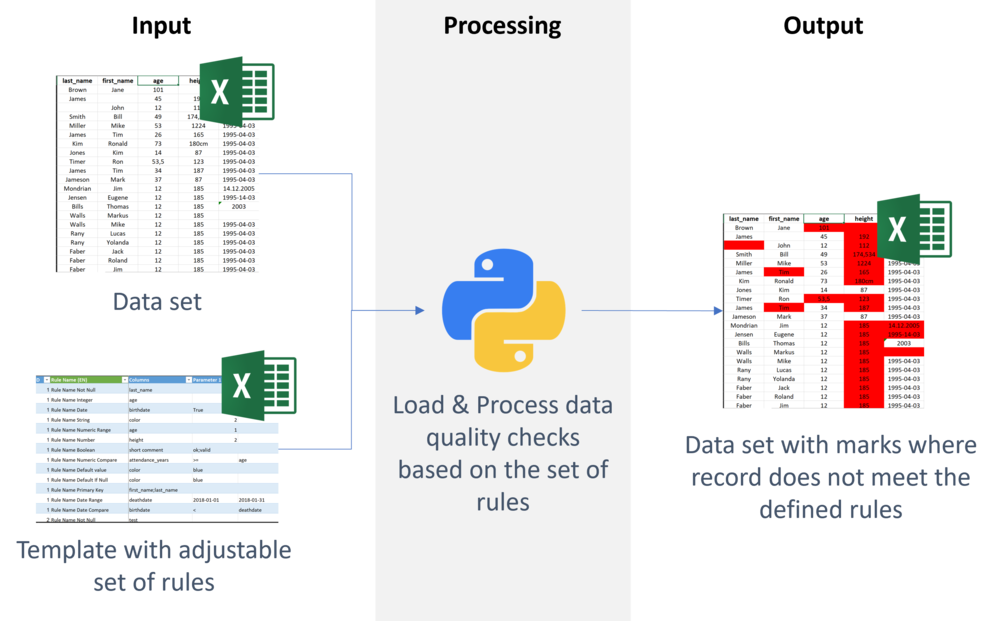 Input
Processing
Output
last_name first_name age
Brown Jane 101
James 45
John 12
Smith Bill 49 174,
Miller Mike 53 1224 1995-04-03
James Tim 26 165 1995-04-03
Kim Ronald 73 180cm 1995-04-03
Jones Kim 14 87 1995-04-03
Timer Ron 53,5 123 1995-04-03
James Tim 34 187 1995-04-03
Jameson Mark 37 87 1995-04-03
Mondrian Jim 12 185 14.12.2005
Jensen Eugene 12 185 1995-14-03
Bills Thomas 12 185 2003
Walls Markus 12 185
Walls Mike 12 185 1995-04-03
Rany Lucas 12 185 1995-04-03
Rany Yolanda 12 185 1995-04-03
Faber Jack 12 185 1995-04-03
Faber Roland 12 185 1995-04-03
Faber Jim 12 185 1995-04-03
X
Data set
Rule Name (EN) Columns Parameter
1 Rule Name Not Null last_name
1 Rule Name Integer age
1 Rule Name Date birthdate True
1 Rule Name String color 2
1 Rule Name Numeric Range age 1
1 Rule Name Number height 2
1 Rule Name Boolean short comment ok;valid
1 Rule Name Numeric Compare attendance_years >= age
1 Rule Name Default value color blue
1 Rule Name Default If Null color blue
1 Rule Name Primary Key first_name;last_name
1 Rule Name Date Range deathdate 2018-01-01 2018-01-31
1 Rule Name Date Compare birthdate < deathdate
2 Rule Name Not Null text
X
Template with adjustable
set of rules
Load & Process data
quality checks
based on the set of
rules
last_name first_name age height
Brown Jane 101
James 45 192
John 12 112
Smith Bill 49 174,534
Miller Mike 53 1224 1995-04-03
James Tim 26 165 1995-04-03
Kim Ronald 73 180cm 1995-04-03
Jones Kim 14 87 1995-04-03
Timer Ron 53,5 123 1995-04-03
James Tim 34 187 1995-04-03
Jameson Mark 37 87 1995-04-03
Mondrian Jim 12 185 14.12.2005
Jensen Eugene 12 185 1995-14-03
Bills Thomas 12 185 2003
Walls Markus 12 185
Walls Mike 12 185 1995-04-03
Rany Lucas 12 185 1995-04-03
Rany Yolanda 12 185 1995-04-03
Faber Jack 12 185 1995-04-03
Faber Roland 12 185 1995-04-03
Faber Jim 12 185 1995-04-03
X
Data set with marks where
record does not meet the
defined rules